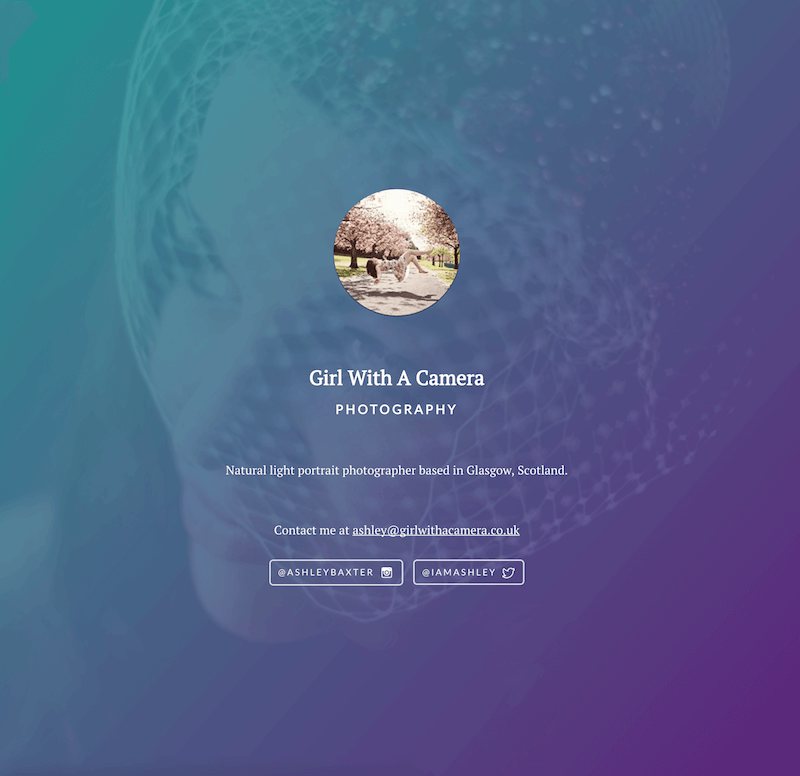 Girl With A Camera
PHOTOGRAPHY
Natural light portrait photographer based in Glasgow, Scotland.
Contact me at ashley@girlwithacamera.co.uk
@ASHLEYBAXTER @IAMASHLEY